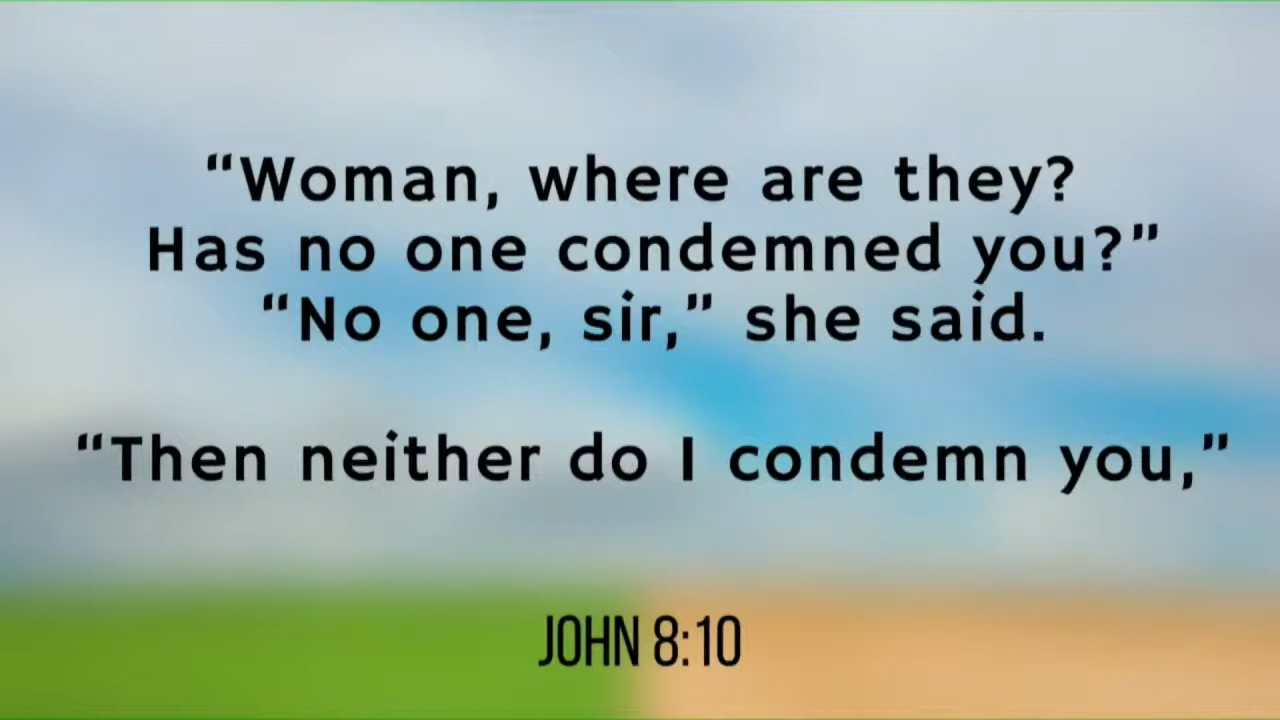 “Woman, where are they?
Has no one condemned you?”
“No one, sir,” she said.
“Then neither do I condemn you,”
JOHN 8:10